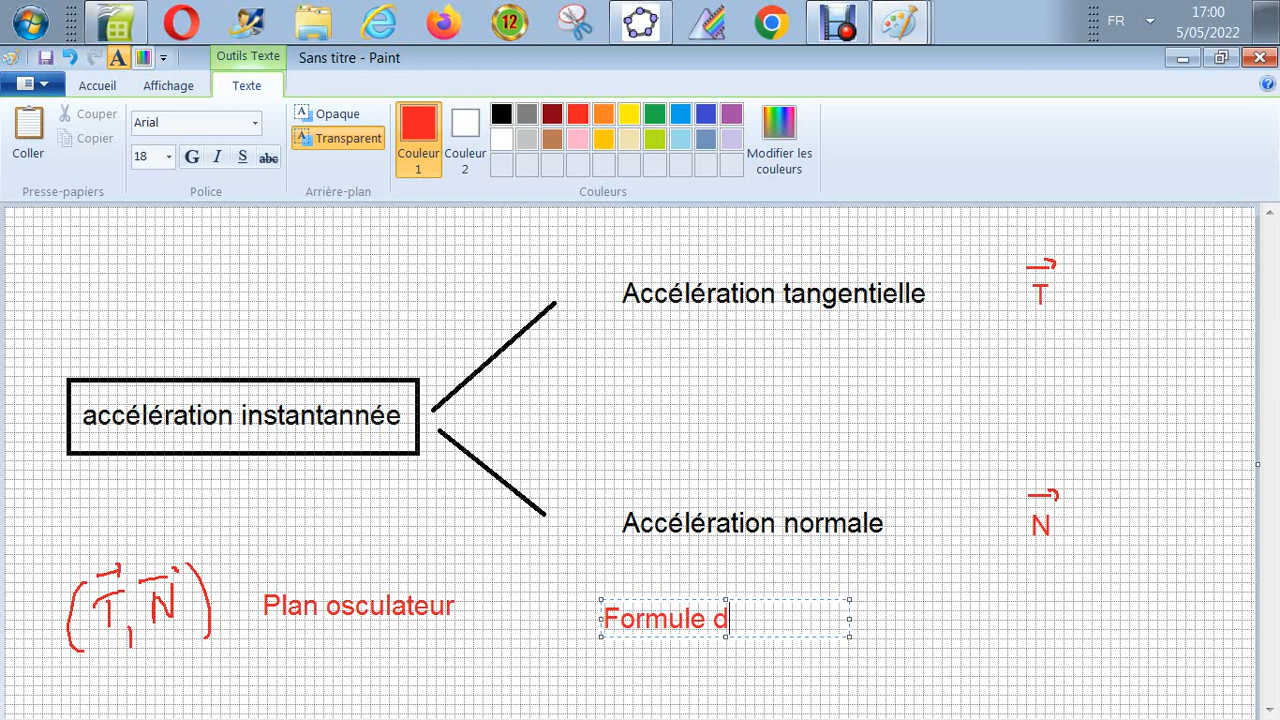 12
FR
17:00
5/05/2022
Outils Texte
Sans titre - Paint
Accueil
Affichage
Texte
Coller
Couper
Copier
Presse-papiers
Arial
18
G I S abc
Police
Opaque
Transparent
Arrière-plan
Couleur 1
Couleur 2
Modifier les couleurs
Couleurs
Accélération tangentielle
T
accélération instantannée
Accélération normale
N
(T, N)
Plan osculateur
Formule d